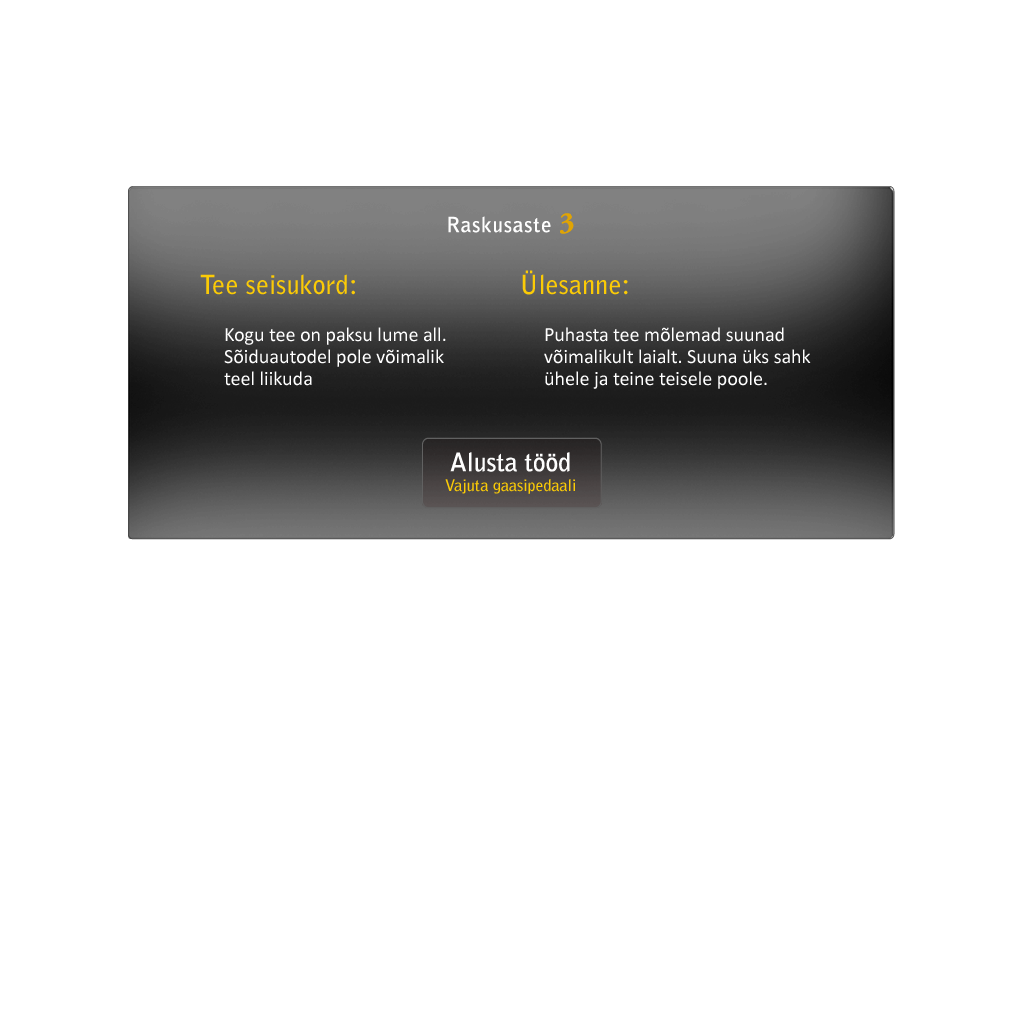 Raskusaste 3
Tee seisukord:
Kogu tee on paksu lume all.
Sõiduautodel pole võimalik
teel liikuda
Ülesanne:
Puhasta tee mõlemad suunad
võimalikult laialt. Suuna üks sahk
ühele ja teine teisele poole.
Alusta tööd
Vajuta gaasipedaali